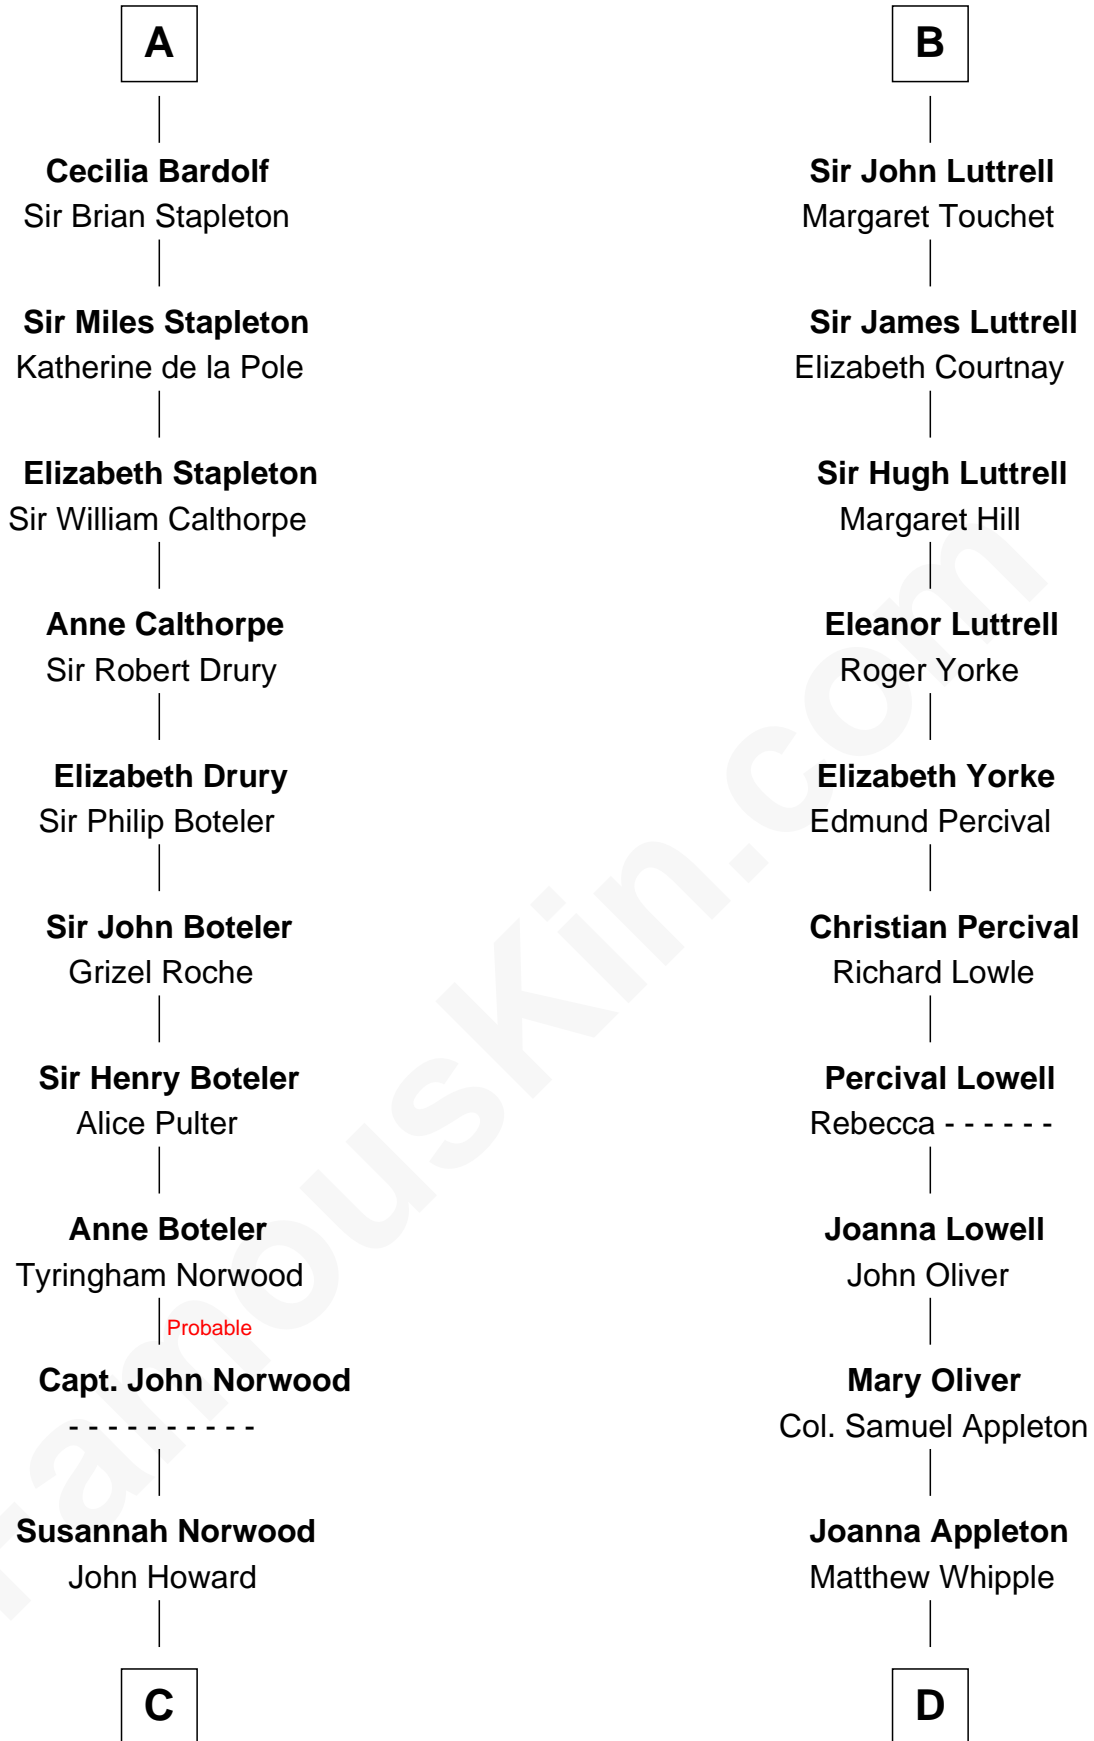 A
Cecilia Bardolf
Sir Brian Stapleton
Sir Miles Stapleton
Katherine de la Pole
Elizabeth Stapleton
Sir William Calthorpe
Anne Calthorpe
Sir Robert Drury
Elizabeth Drury
Sir Philip Boteler
Sir John Boteler
Grizel Roche
Sir Henry Boteler
Alice Pulter
Anne Boteler
Tyringham Norwood
Probable
Capt. John Norwood
- - - - - - - - - -
Susannah Norwood
John Howard
C
B
Sir John Luttrell
Margaret Touchet
Sir James Luttrell
Elizabeth Courtnay
Sir Hugh Luttrell
Margaret Hill
Eleanor Luttrell
Roger Yorke
Elizabeth Yorke
Edmund Percival
Christian Percival
Richard Lowle
Percival Lowell
Rebecca - - - - - -
Joanna Lowell
John Oliver
Mary Oliver
Col. Samuel Appleton
Joanna Appleton
Matthew Whipple
D
FamousKin.com